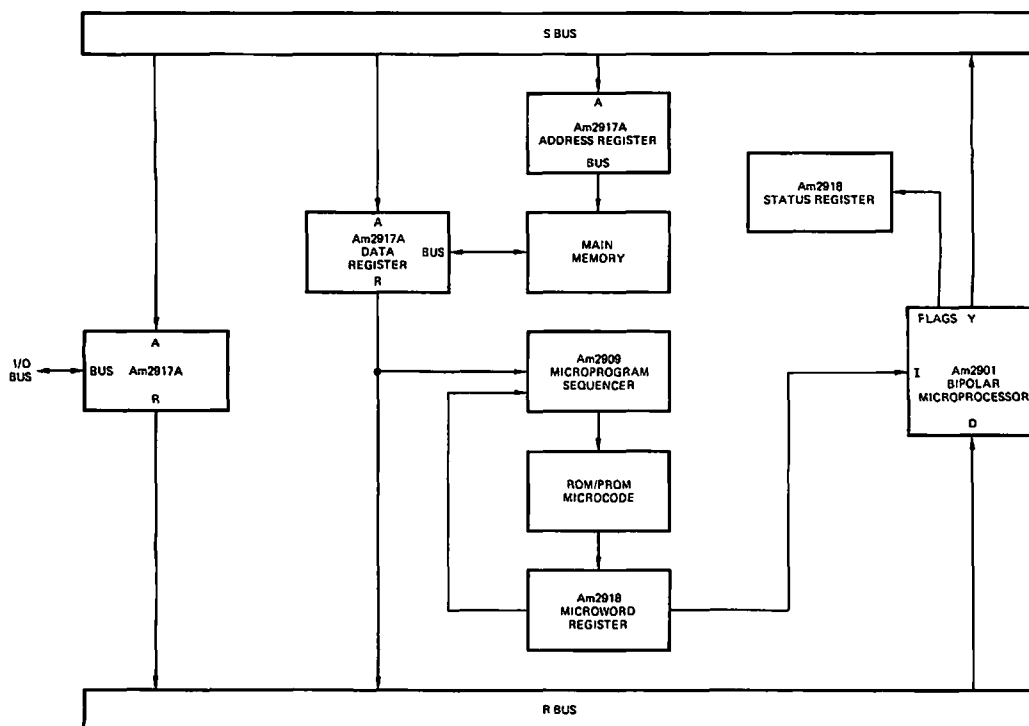 S BUS
A
Am2917A
ADDRESS REGISTER
BUS
Am2918
STATUS REGISTER
A
Am2917A
DATA
REGISTER
BUS
R
MAIN
MEMORY
I/O
BUS
A
BUS
Am2917A
R
Am2909
MICROPROGRAM
SEQUENCER
FLAGS Y
I
Am2901
BIPOLAR
MICROPROCESSOR
D
ROM/PROM
MICROCODE
Am2918
MICROWORD
REGISTER
R BUS